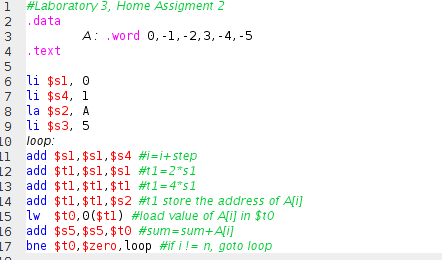 1 #Laboratory 3, Home Assigment 2
2 .data
3 A: .word 0,-1,-2,3,-4,-5
4 .text
5
6 li $s1, 0
7 li $s4, 1
8 la $s2, A
9 li $s3, 5
10 loop:
11 add $s1,$s1,$s4 #i=i+step
12 add $t1,$s1,$s1 #t1=2*s1
13 add $t1,$t1,$t1 #t1=4*s1
14 add $t1,$t1,$s2 #t1 store the address of A[i]
15 lw $t0,0($t1) #load value of A[i] in $t0
16 add $s5,$s5,$t0 #sum=sum+A[i]
17 bne $t0,$zero,loop #if i != n, goto loop